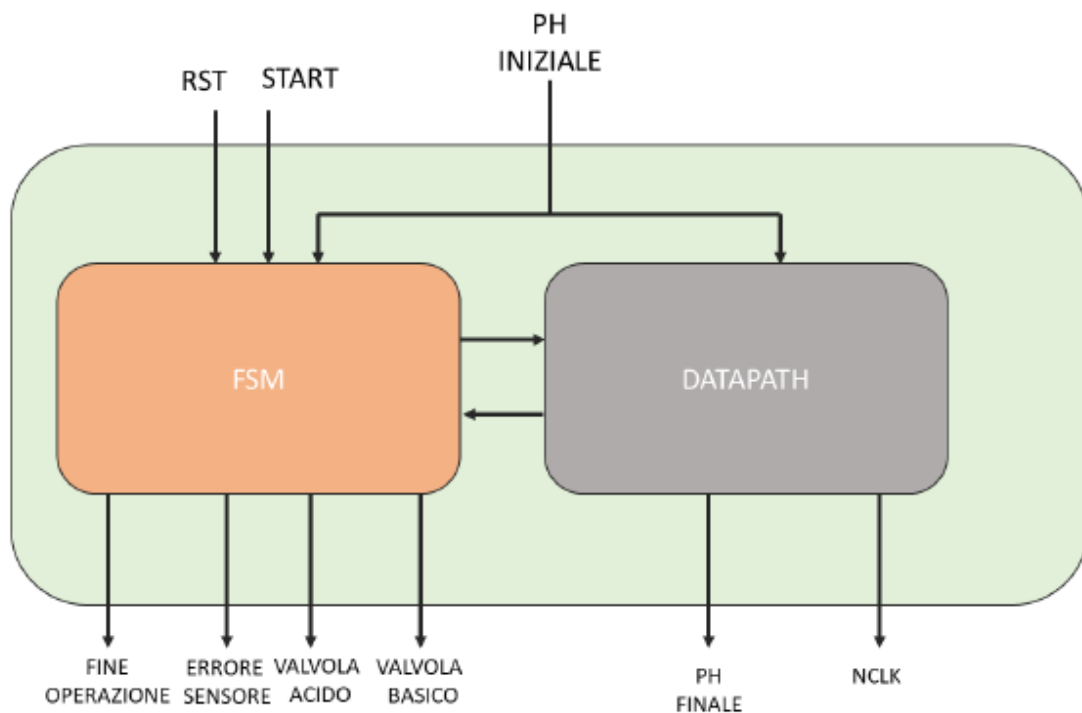 PH
INIZIALE
RST
START
FSM
DATAPATH
FINE
OPERAZIONE
ERRORE
SENSORE
VALVOLA
ACIDO
VALVOLA
BASICO
PH
FINALE
NCLK